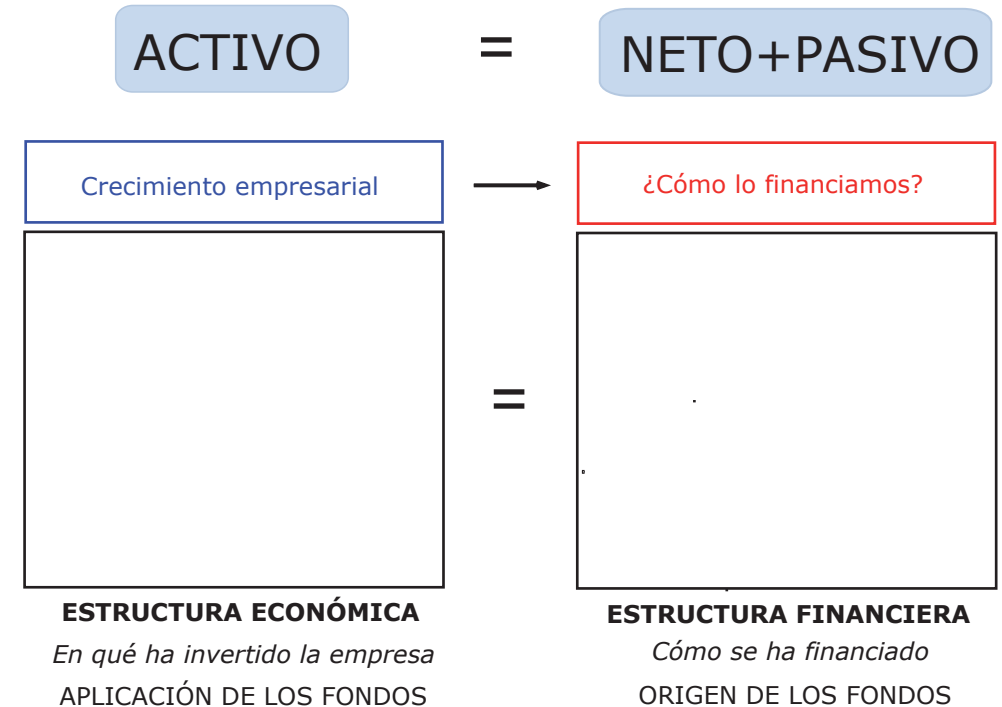 ACTIVO = NETO+PASIVO
Crecimiento empresarial
¿Cómo lo financiamos?
=
ESTRUCTURA ECONÓMICA
En qué ha invertido la empresa
APLICACIÓN DE LOS FONDOS
ESTRUCTURA FINANCIERA
Cómo se ha financiado
ORIGEN DE LOS FONDOS